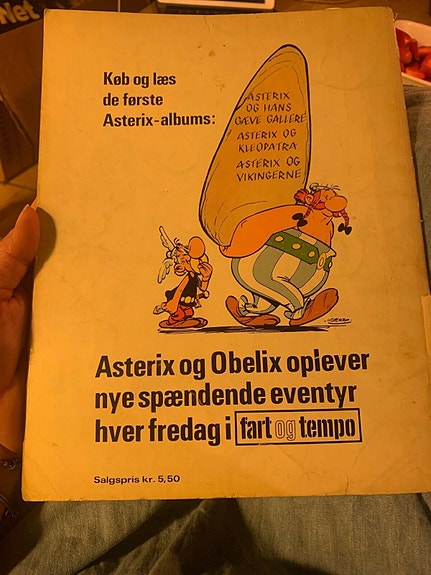 Net
Køb og læs
de første
Asterix-albums:
ASTERIX
OG HANS
GÆVE GALLERE
ASTERIX OG
KLEOPATRA
ASTERIX OG
VIKINGERNE
Asterix og Obelix oplever
nye spændende eventyr
hver fredag i fart og tempo
Salgspris kr. 5,50